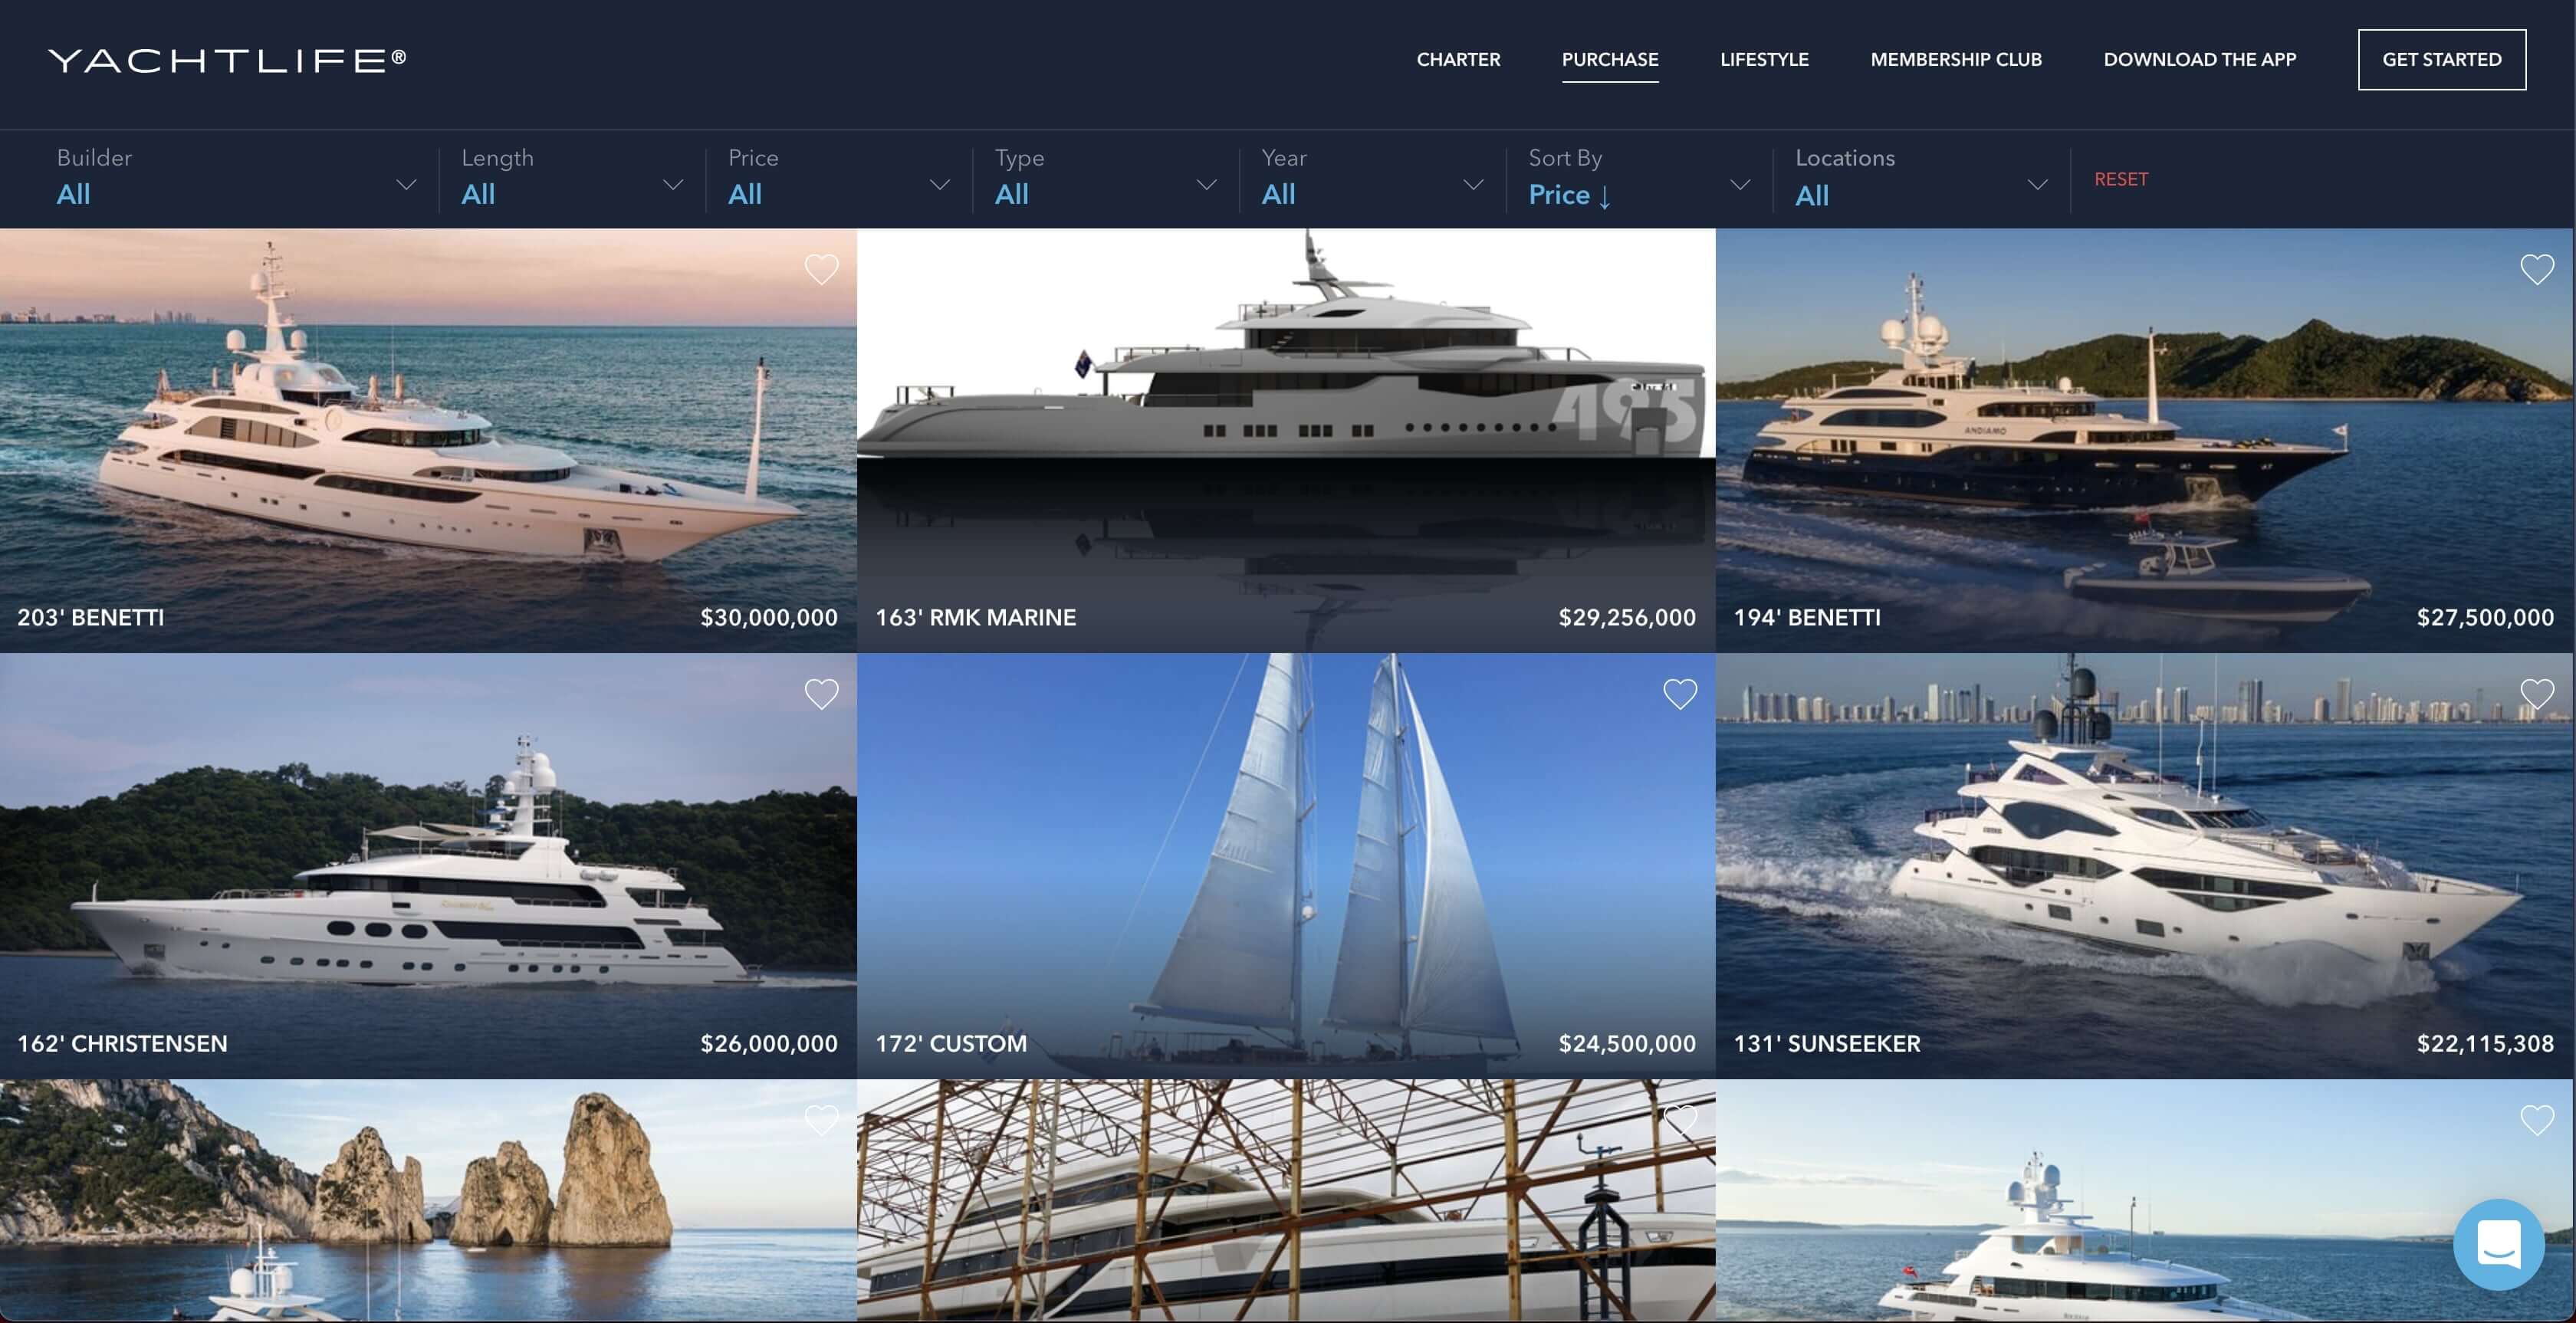 YACHTLIFE®
CHARTER
PURCHASE
LIFESTYLE
MEMBERSHIP CLUB
DOWNLOAD THE APP
GET STARTED
Builder
All
Length
All
Price
All
Type
All
Year
All
Sort By
Price ↓
Locations
All
RESET
495
ANDIAMO
203' BENETTI
$30,000,000
163' RMK MARINE
$29,256,000
194' BENETTI
$27,500,000
162' CHRISTENSEN
$26,000,000
172' CUSTOM
$24,500,000
131' SUNSEEKER
$22,115,308